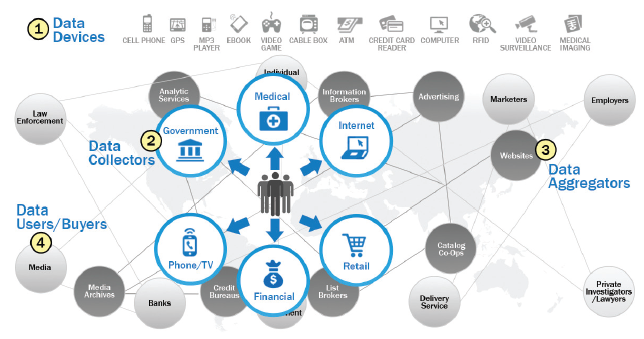 1 Data
Devices
CELL PHONE GPS MP3
PLAYER EBOOK VIDEO
GAME CABLE BOX ATM CREDIT CARD
READER COMPUTER RFID VIDEO
SURVEILLANCE MEDICAL
IMAGING
Individual
Analytic
Services
Medical
Information
Brokers
Advertising
Marketers
Employers
Law
Enforcement
2
Government
Internet
Data
Collectors
Websites
3
Data
Aggregators
Data
Users/Buyers
4
Media
Phone/TV
Financial
Retail
Catalog
Co-Ops
Media
Archives
Banks
Credit
Bureaus
List
Brokers
Delivery
Service
Private
Investigators
/Lawyers